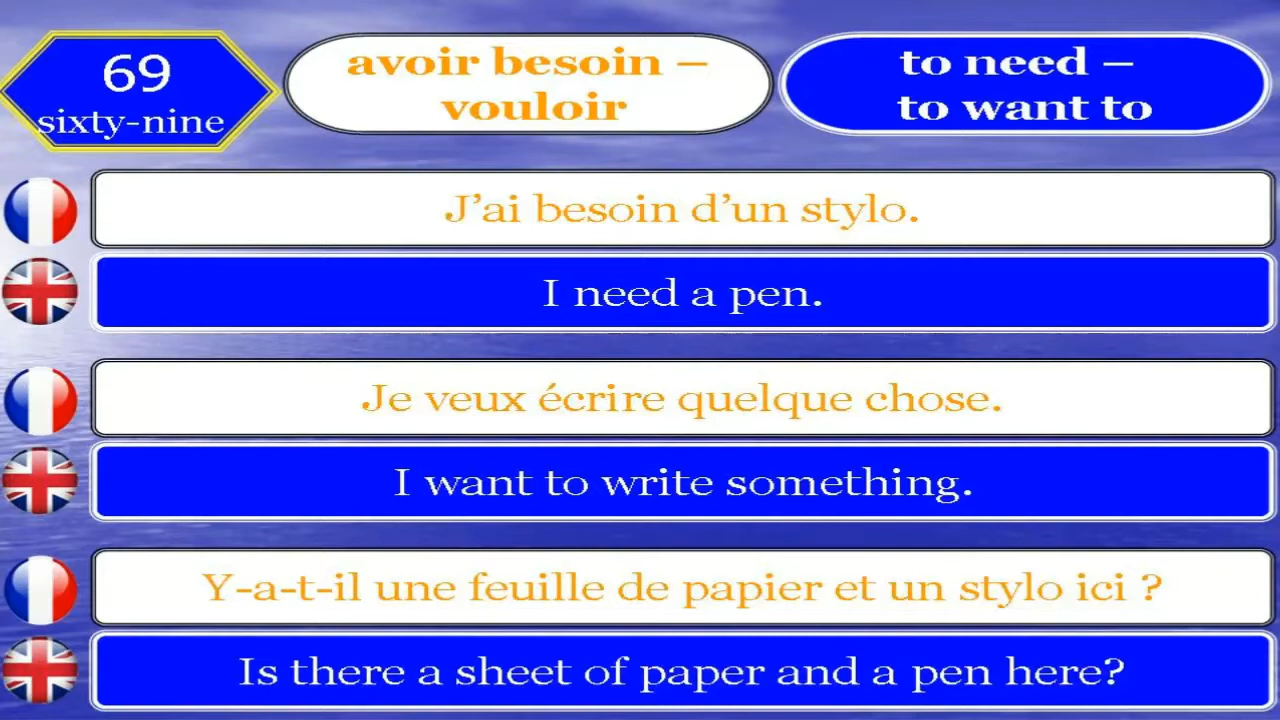 69
sixty-nine
avoir besoin –
vouloir
to need –
to want to
J’ai besoin d’un stylo.
I need a pen.
Je veux écrire quelque chose.
I want to write something.
Y-a-t-il une feuille de papier et un stylo ici ?
Is there a sheet of paper and a pen here?